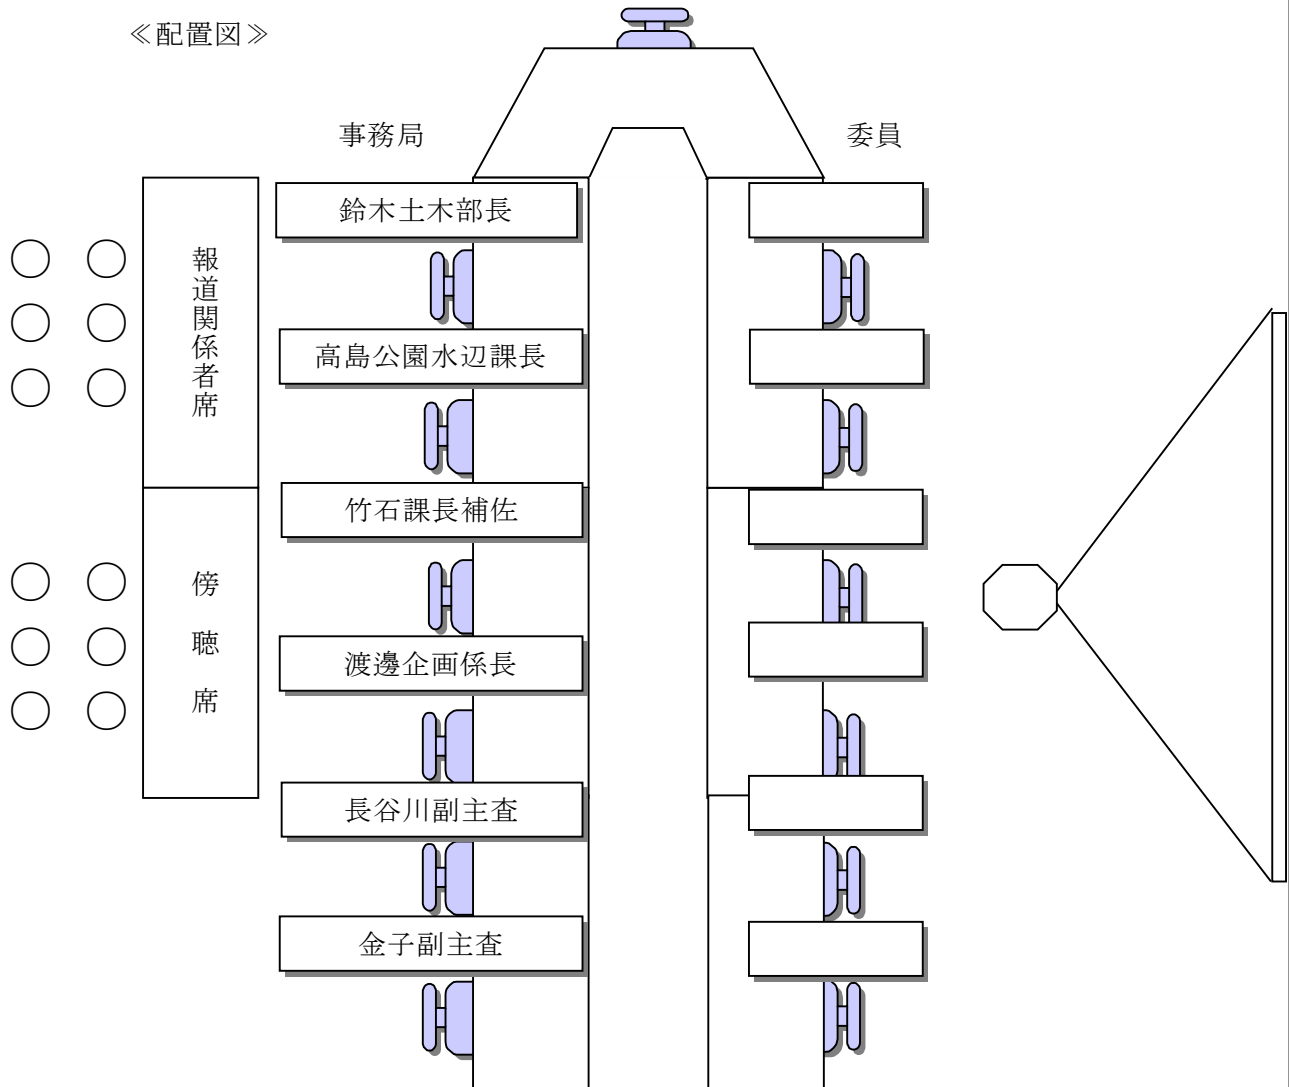 ≪配置図≫
事務局
委員
鈴木土木部長
高島公園水辺課長
竹石課長補佐
渡邊企画係長
長谷川副主査
金子副主査
報道関係者席
傍聴席